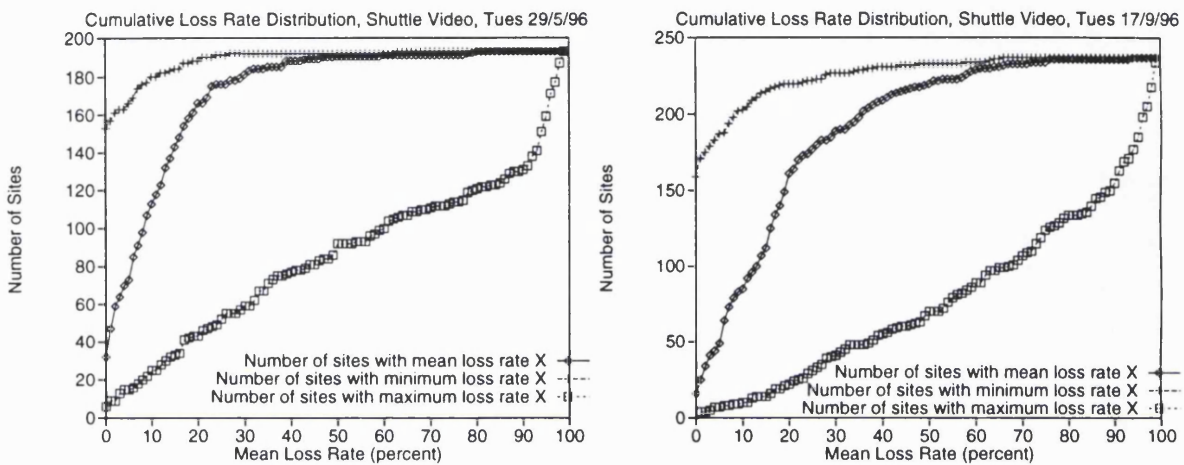 Cumulative Loss Rate Distribution, Shuttle Video, Tues 29/5/96
200
180
160
140
120
100
80
60
40
20
0
Number of Sites
Number of sites with mean loss rate X
Number of sites with minimum loss rate X
Number of sites with maximum loss rate X
0 10 20 30 40 50 60 70 80 90 100
Mean Loss Rate (percent)
Cumulative Loss Rate Distribution, Shuttle Video, Tues 17/9/96
250
200
150
100
50
0
Number of Sites
Number of sites with mean loss rate X
Number of sites with minimum loss rate X
Number of sites with maximum loss rate X
0 10 20 30 40 50 60 70 80 90 100
Mean Loss Rate (percent)